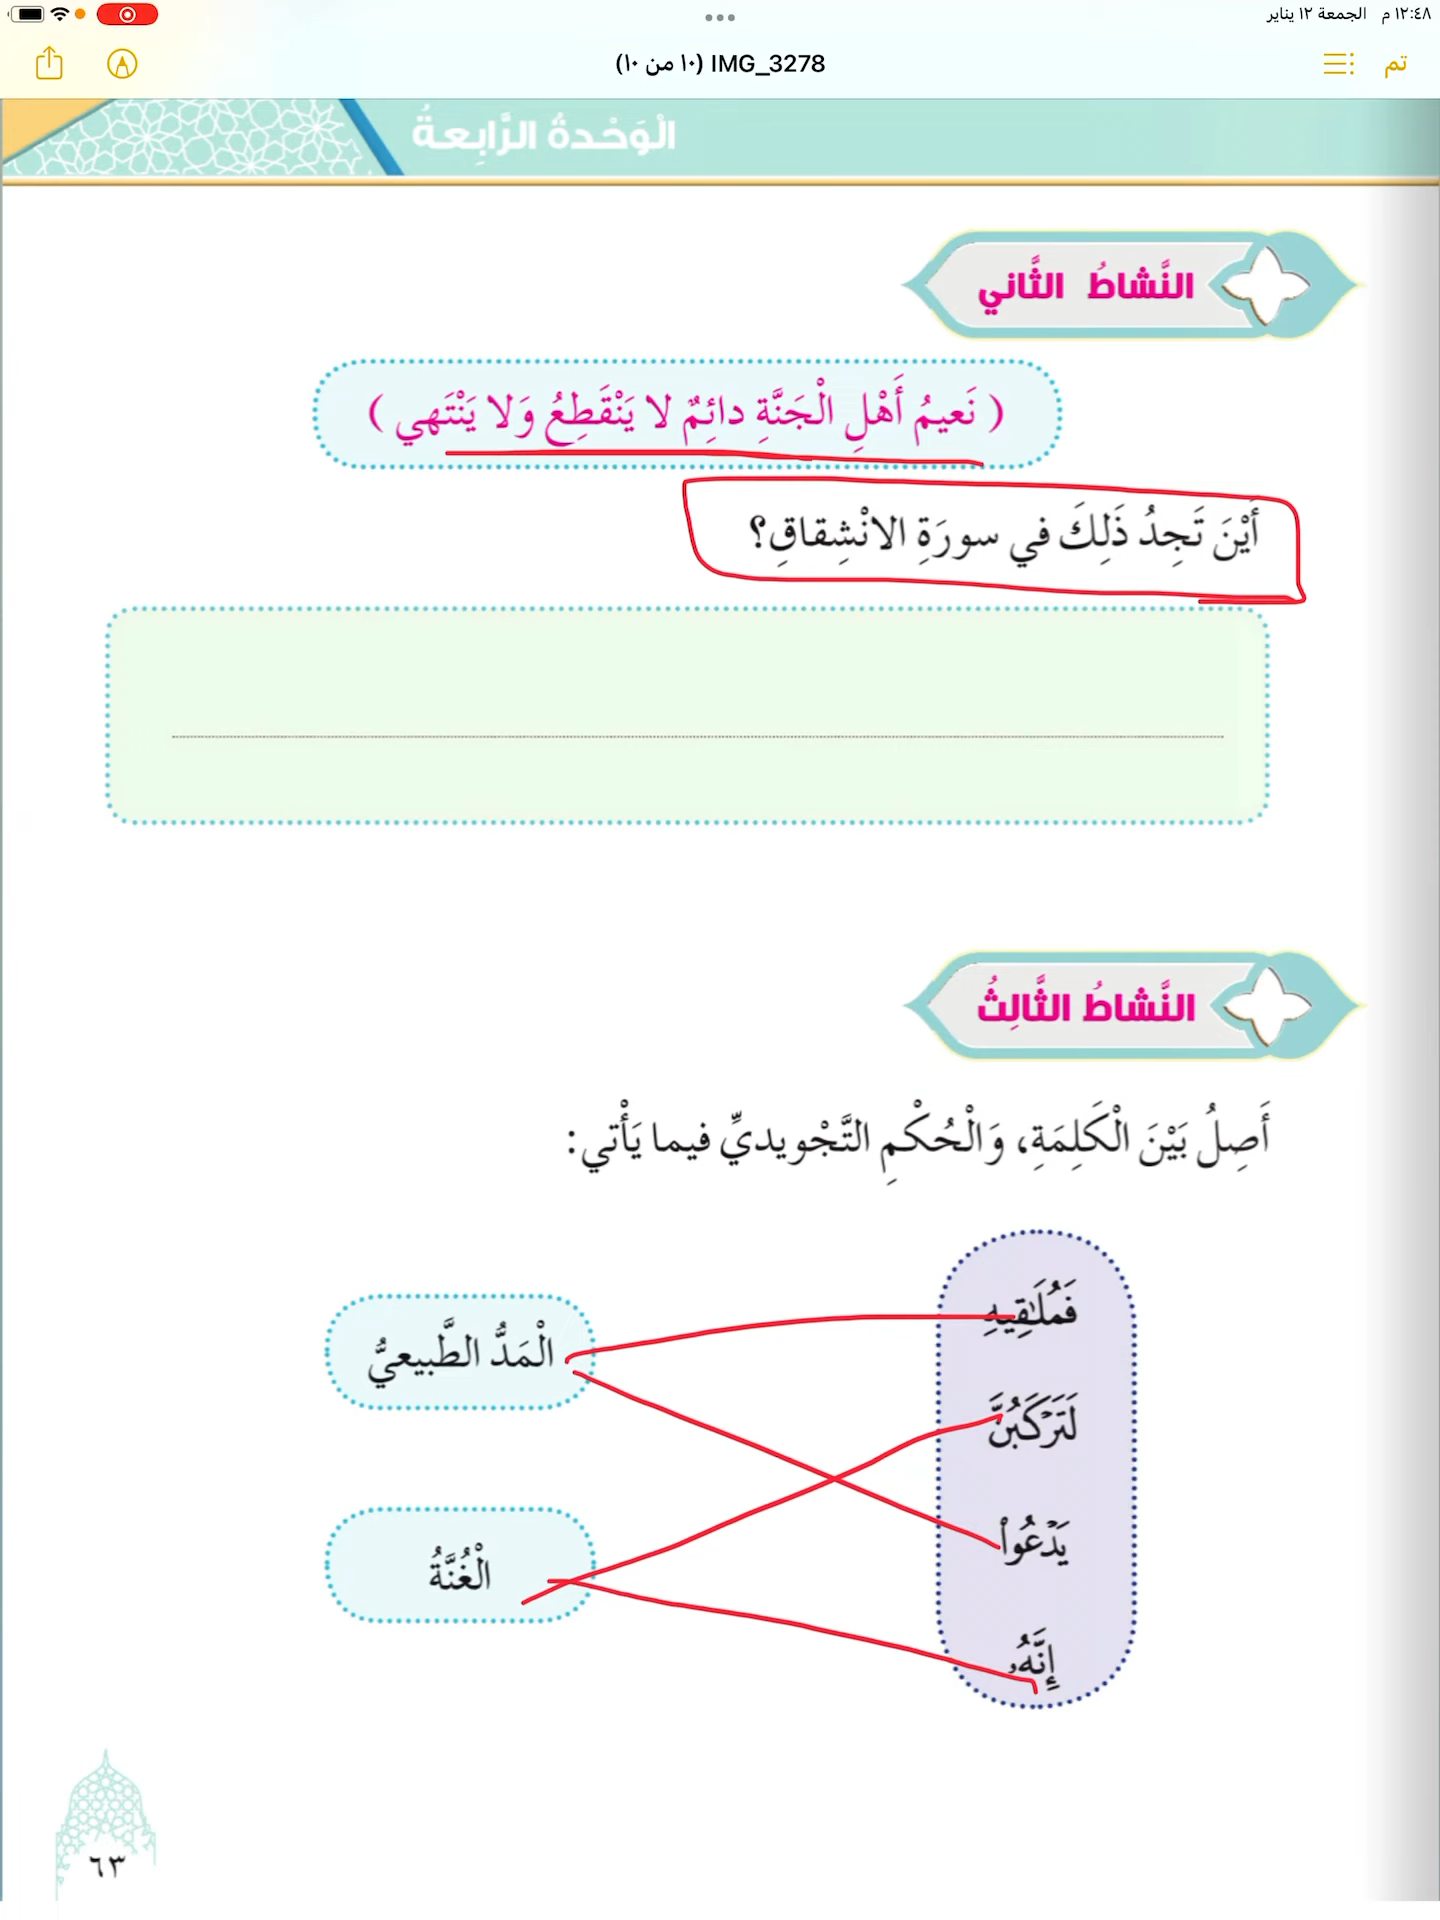 ١٢:٤٨ م الجمعة ١٢ يناير
تم
IMG_3278 (١٠ من ١٠)
الْوَحْدةُ الرَّابِعةُ
النَّشاطُ الثَّاني
( نَعيمُ أَهْلِ الْجَنَّةِ دائِمٌ لا يَنْقَطِعُ وَلا يَنْتَهي )
أَيْنَ تَجِدُ ذَلِكَ في سورَةِ الانْشِقاقِ؟
النَّشاطُ الثَّالِثُ
أَصِلُ بَيْنَ الْكَلِمَةِ، وَالْحُكْمِ التَّجْويديِّ فيما يَأْتي:
فَمُلَٰقِيهِ
الْمَدُّ الطَّبيعيُّ
لَتَرْكَبُنَّ
يَدْعُوا۟
الْغُنَّةُ
إِنَّهُۥ
٦٣